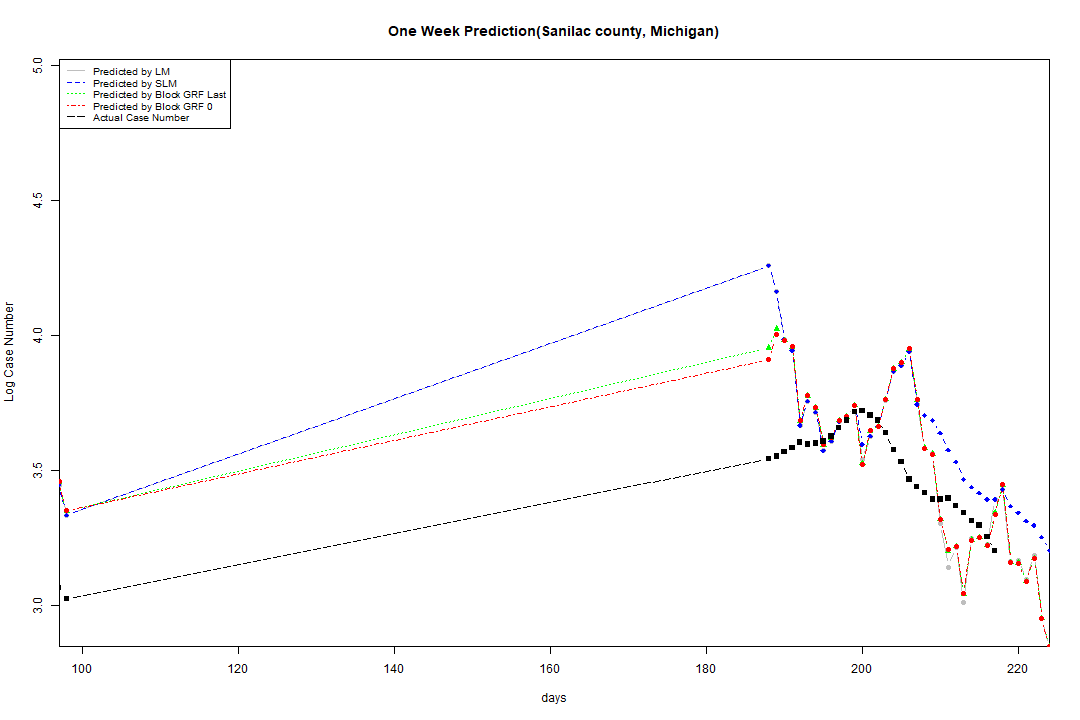 One Week Prediction(Sanilac county, Michigan)
Predicted by LM
Predicted by SLM
Predicted by Block GRF Last
Predicted by Block GRF 0
Actual Case Number
5.0
4.5
4.0
3.5
3.0
Log Case Number
100 120 140 160 180 200 220
days